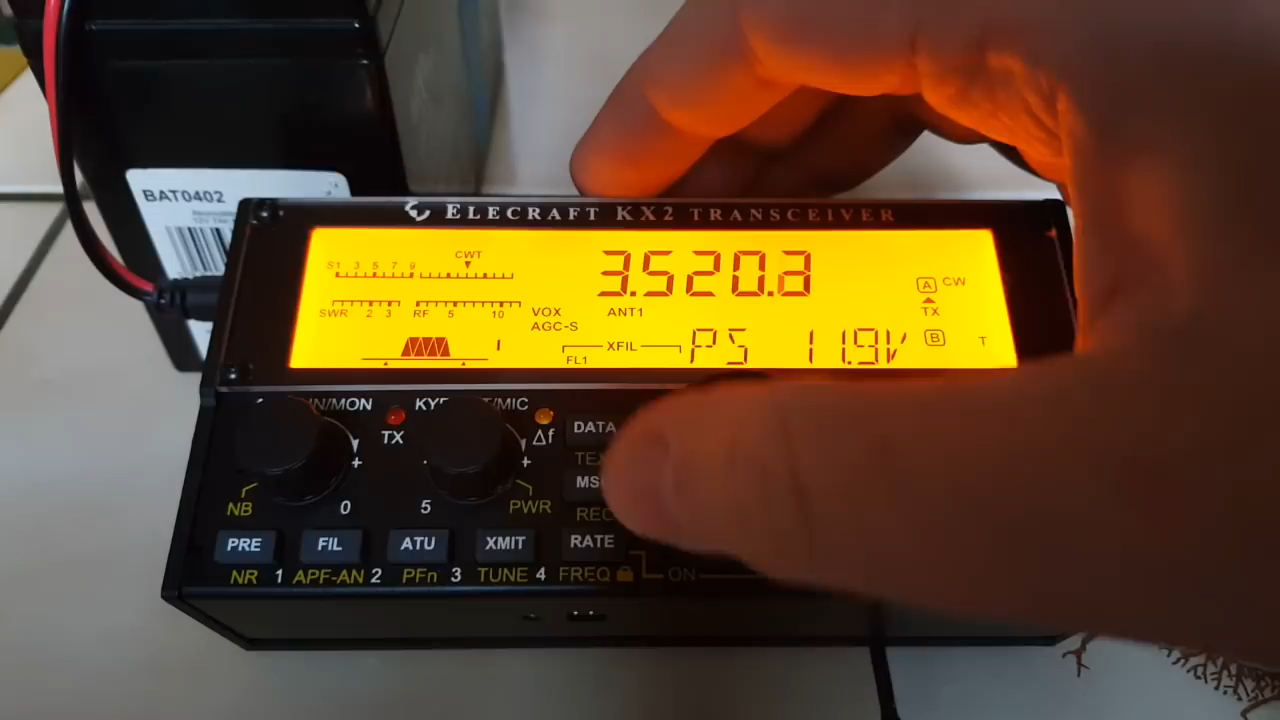 BAT0402
ELECRAFT KX2 TRANSCEIVER
CWT
S1 3 5 7 9
3.520.3
A CW
SWR 2 3 RF 5 10
VOX
ANT1
TX
AGC-S
XFIL
FL1
PS 11.9V
B T
TX
Δf
DATA
+ - +
NB 0 5 PWR
REC
PRE FIL ATU XMIT RATE
NR 1 APF-AN 2 PFn 3 TUNE 4 FREQ ON